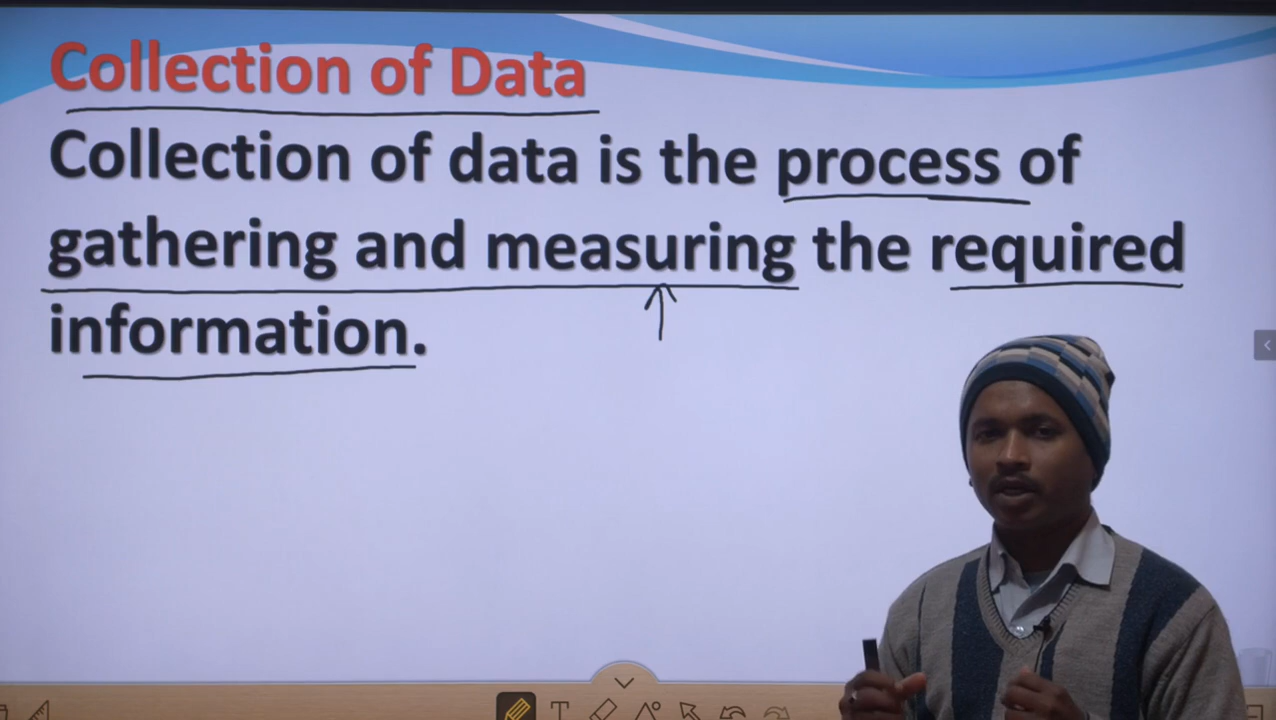 Collection of Data
Collection of data is the process of
gathering and measuring the required
information.
T